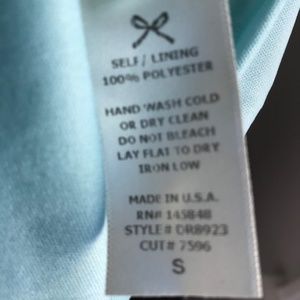 SELF / LINING
100% POLYESTER
HAND WASH COLD
OR DRY CLEAN
DO NOT BLEACH
LAY FLAT TO DRY
IRON LOW
MADE IN U.S.A.
RN# 145848
STYLE# DR8923
CUT# 7596
S